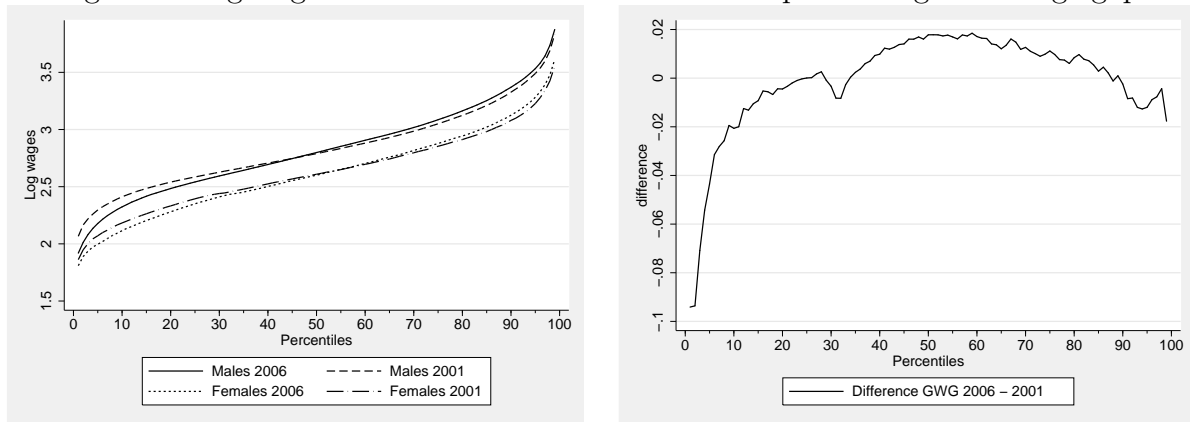 3.5
3
2.5
2
1.5
Log wages
0 10 20 30 40 50 60 70 80 90 100
Percentiles
Males 2006 Males 2001
Females 2006 Females 2001
.02
0
−.02
−.04
−.06
−.08
−.1
difference
0 10 20 30 40 50 60 70 80 90 100
Percentiles
Difference GWG 2006 − 2001